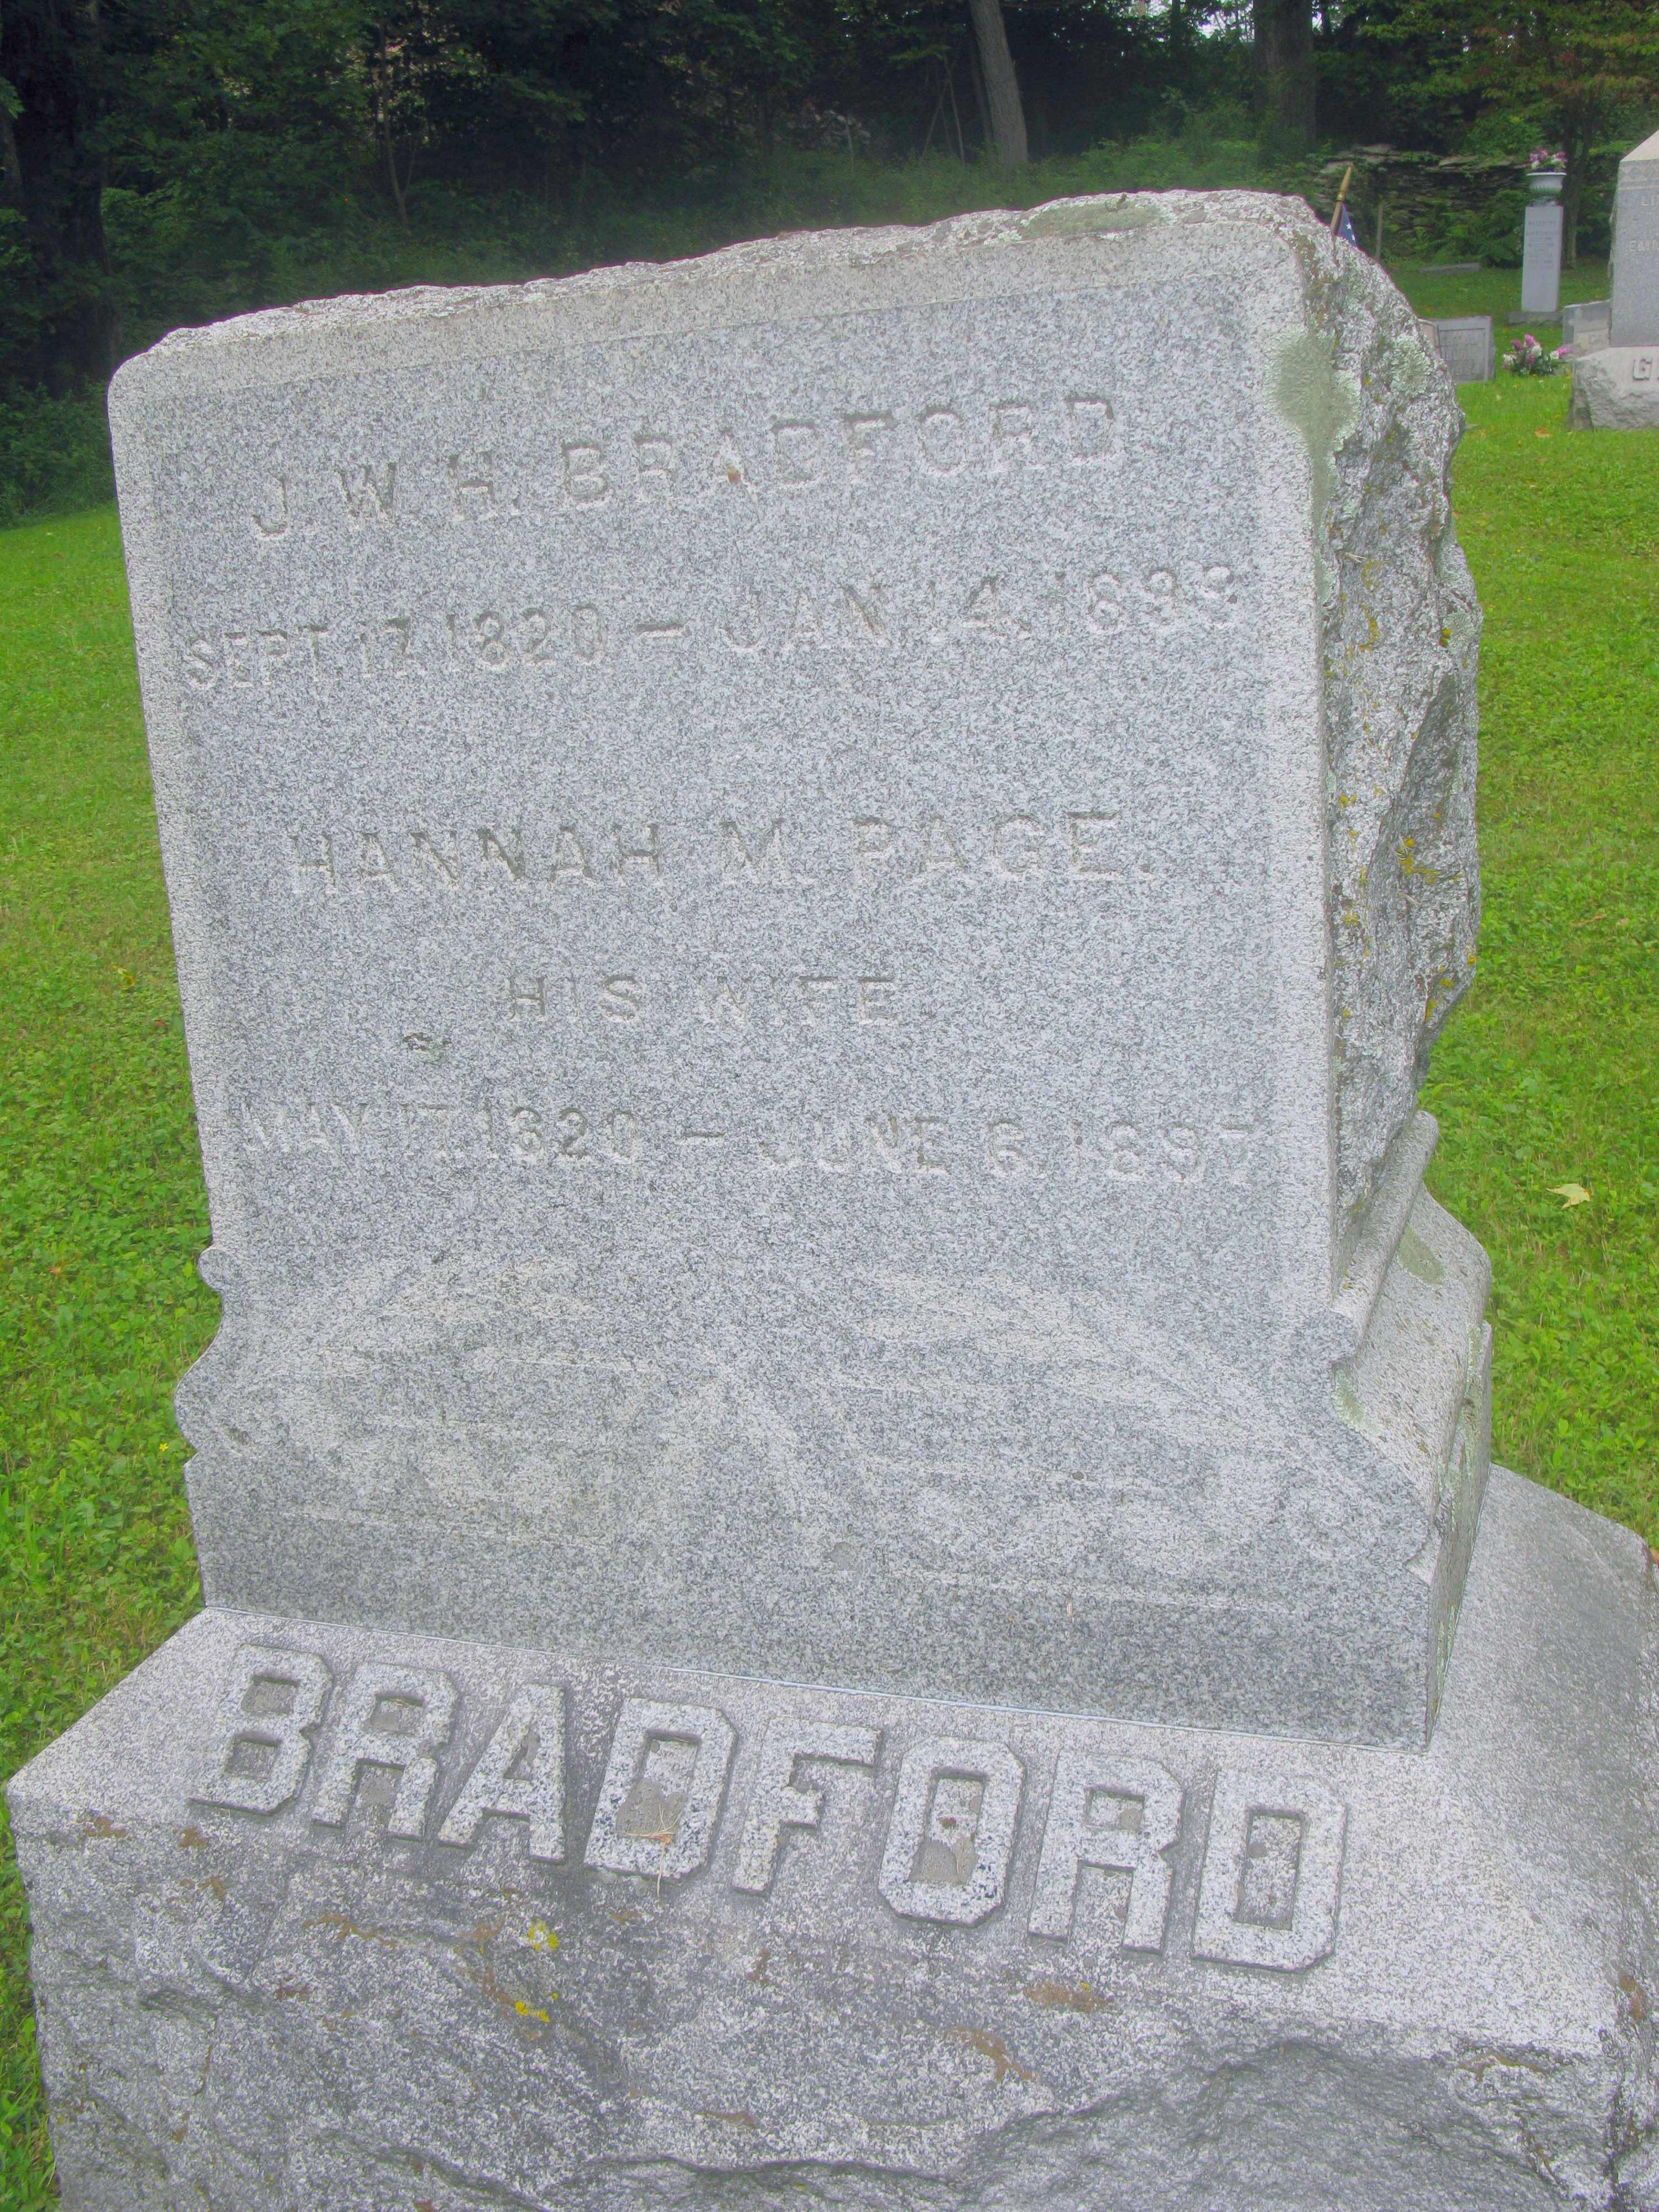 J. W. H. BRADFORD
SEPT. 17. 1820 — JAN. 14. 1899
HANNAH M. PAGE.
HIS WIFE
MAY. 17. 1820 — JUNE 6. 1897
BRADFORD